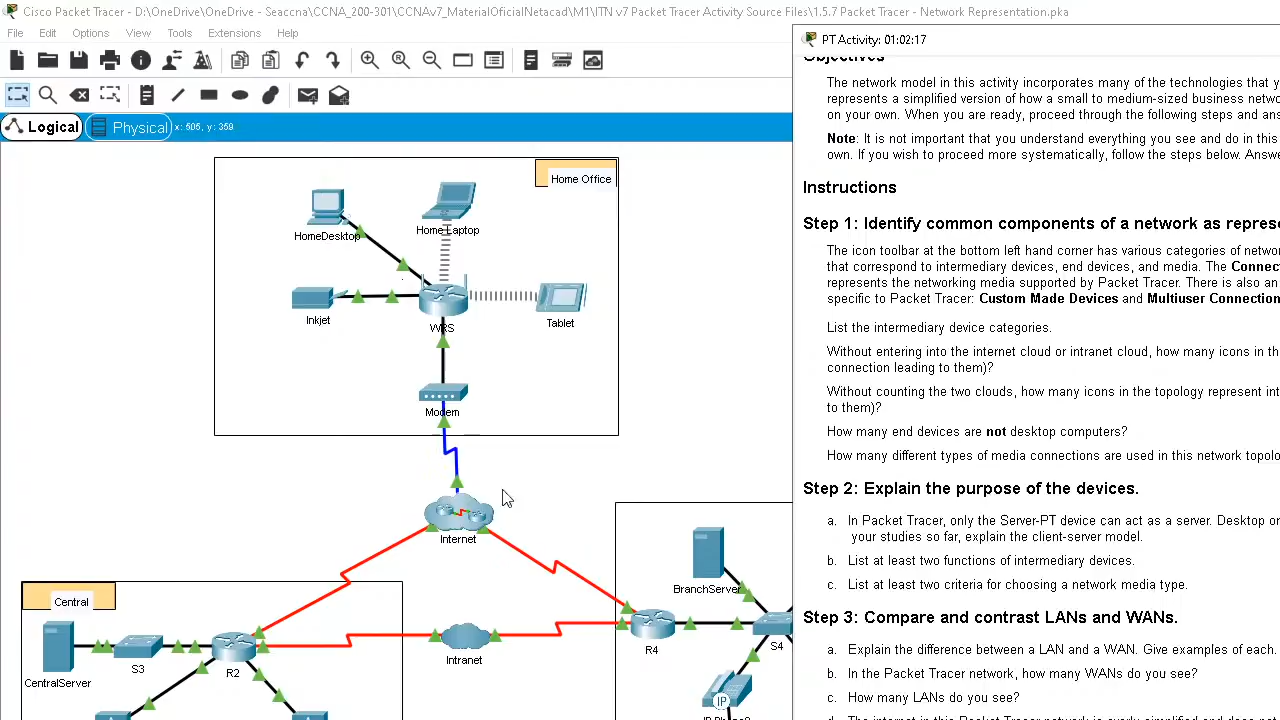 Cisco Packet Tracer - D:\OneDrive\OneDrive - Seaccna\CCNA_200-301\CCNAv7_MaterialOficialNetacad\M1\ITN v7 Packet Tracer Activity Source Files\1.5.7 Packet Tracer - Network Representation.pka
File Edit Options View Tools Extensions Help
PT Activity: 01:02:17
Logical Physical x: 505, y: 359
Home Office
HomeDesktop
Home Laptop
Inkjet
WRS
Tablet
Modem
Internet
Central
CentralServer
S3
R2
Intranet
BranchServer
R4
S4
IP
Objectives
The network model in this activity incorporates many of the technologies that
represents a simplified version of how a small to medium-sized business netwo
on your own. When you're ready, proceed through the following steps and ans
Note: It is not important that you understand everything you see and do in this
own. If you wish to proceed more systematically, follow the steps below. Answe
Instructions
Step 1: Identify common components of a network as represe
The icon toolbar at the bottom left hand corner has various categories of netwo
that correspond to intermediary devices, end devices, and media. The Connec
represents the networking media supported by Packet Tracer. There is also an
specific to Packet Tracer: Custom Made Devices and Multiuser Connection
List the intermediary device categories.
Without entering into the internet cloud or intranet cloud, how many icons in th
connection leading to them)?
Without counting the two clouds, how many icons in the topology represent int
to them)?
How many end devices are not desktop computers?
How many different types of media connections are used in this network topolo
Step 2: Explain the purpose of the devices.
a. In Packet Tracer, only the Server-PT device can act as a server. Desktop or
your studies so far, explain the client-server model.
b. List at least two functions of intermediary devices.
c. List at least two criteria for choosing a network media type.
Step 3: Compare and contrast LANs and WANs.
a. Explain the difference between a LAN and a WAN. Give examples of each.
b. In the Packet Tracer network, how many WANs do you see?
c. How many LANs do you see?